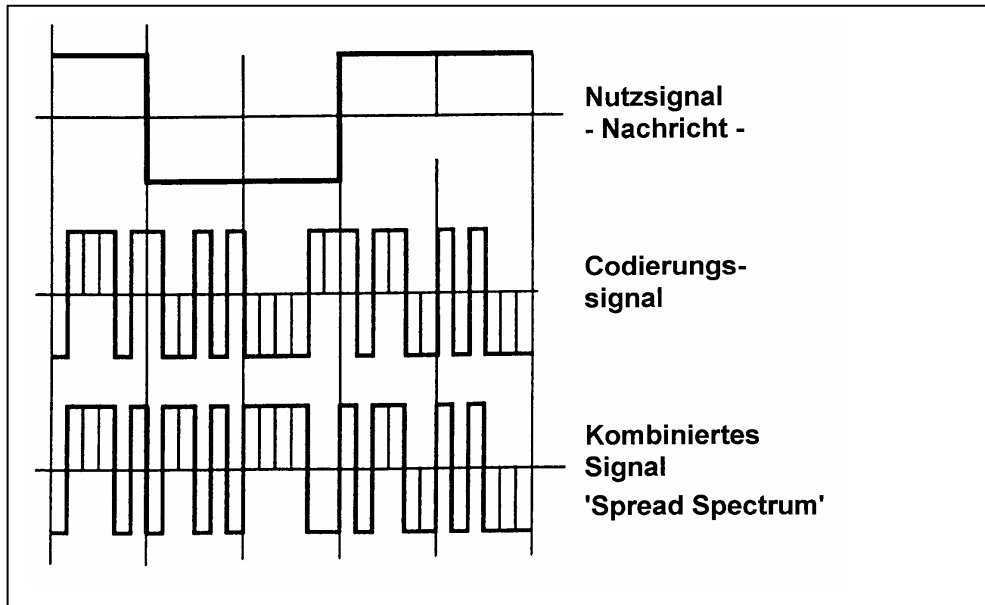 Nutzsignal
- Nachricht -
Codierungs-
signal
Kombiniertes
Signal
'Spread Spectrum'